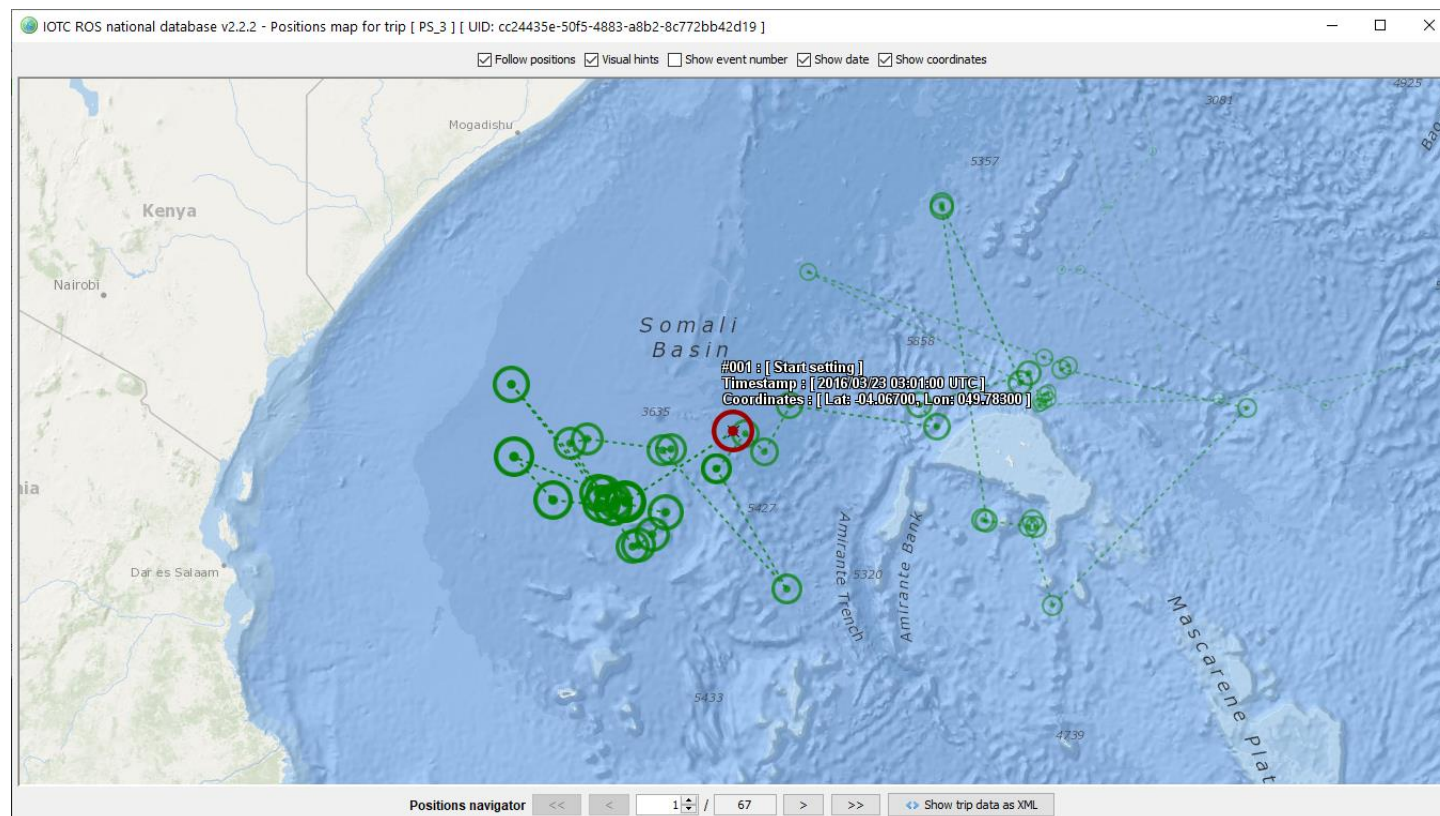 IOTC ROS national database v2.2.2 - Positions map for trip [ PS_3 ] [ UID: cc24435e-50f5-4883-a8b2-8c772bb42d19 ]
Follow positions Visual hints Show event number Show date Show coordinates
4925
3081
Mogadishu
5357
Kenya
Nairobi
Somali
Basin
5358
#001 : [ Start setting ]
Timestamp : [ 2016/03/23 03:01:00 UTC ]
Coordinates : [ Lat: -04.06700, Lon: 049.78300 ]
3635
5427
Amirante Trench
Amirante Bank
5320
Dar es Salaam
Mascarene Plat
5433
4739
Positions navigator << < 1 / 67 > >> Show trip data as XML